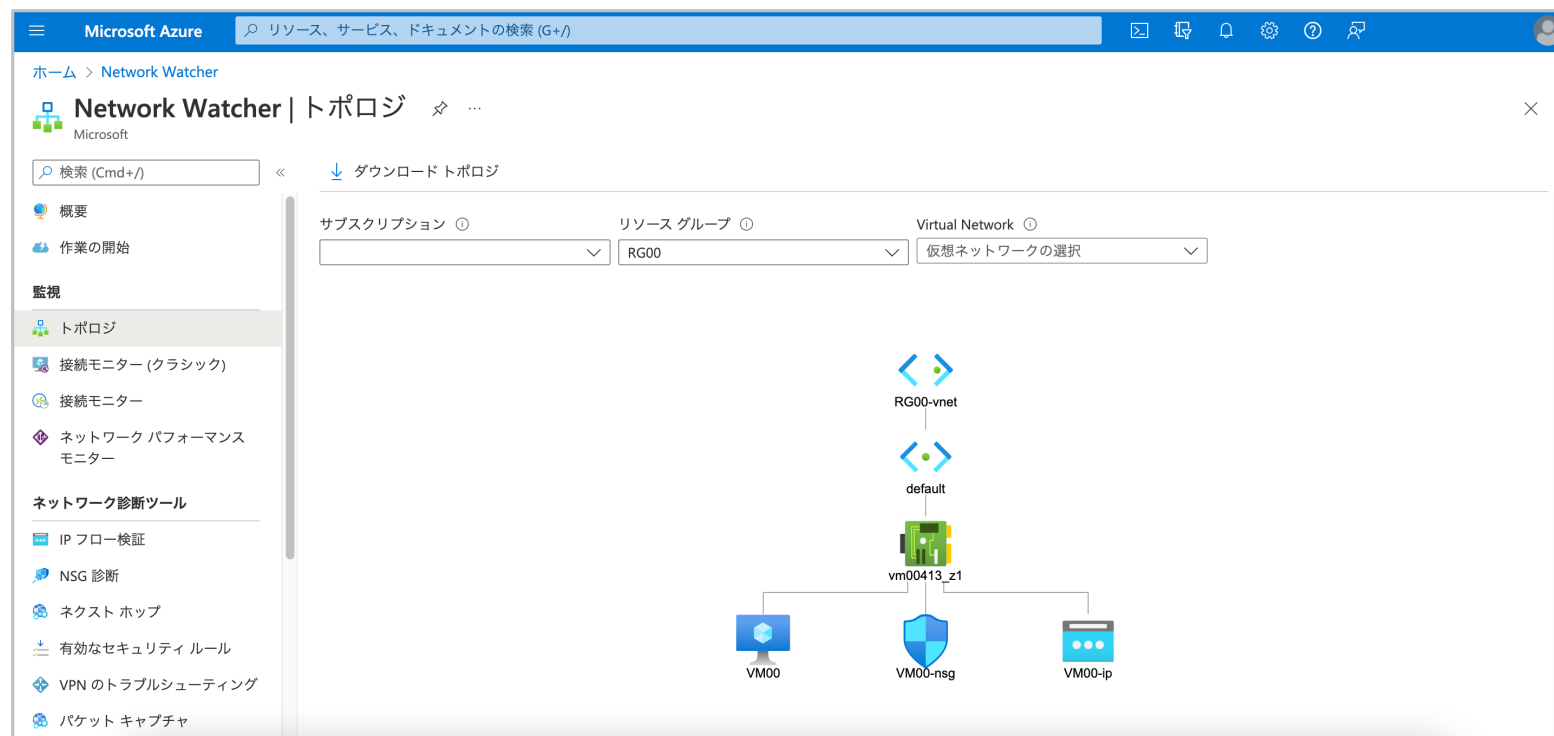 Microsoft Azure
リソース、サービス、ドキュメントの検索 (G+/)
ホーム > Network Watcher
Network Watcher | トポロジ
Microsoft
検索 (Cmd+/)
ダウンロード トポロジ
概要
作業の開始
監視
トポロジ
接続モニター (クラシック)
接続モニター
ネットワーク パフォーマンス
モニター
ネットワーク診断ツール
IP フロー検証
NSG 診断
ネクスト ホップ
有効なセキュリティ ルール
VPN のトラブルシューティング
パケット キャプチャ
サブスクリプション
リソース グループ
Virtual Network
RG00
仮想ネットワークの選択
RG00-vnet
default
vm00413_z1
VM00
VM00-nsg
VM00-ip